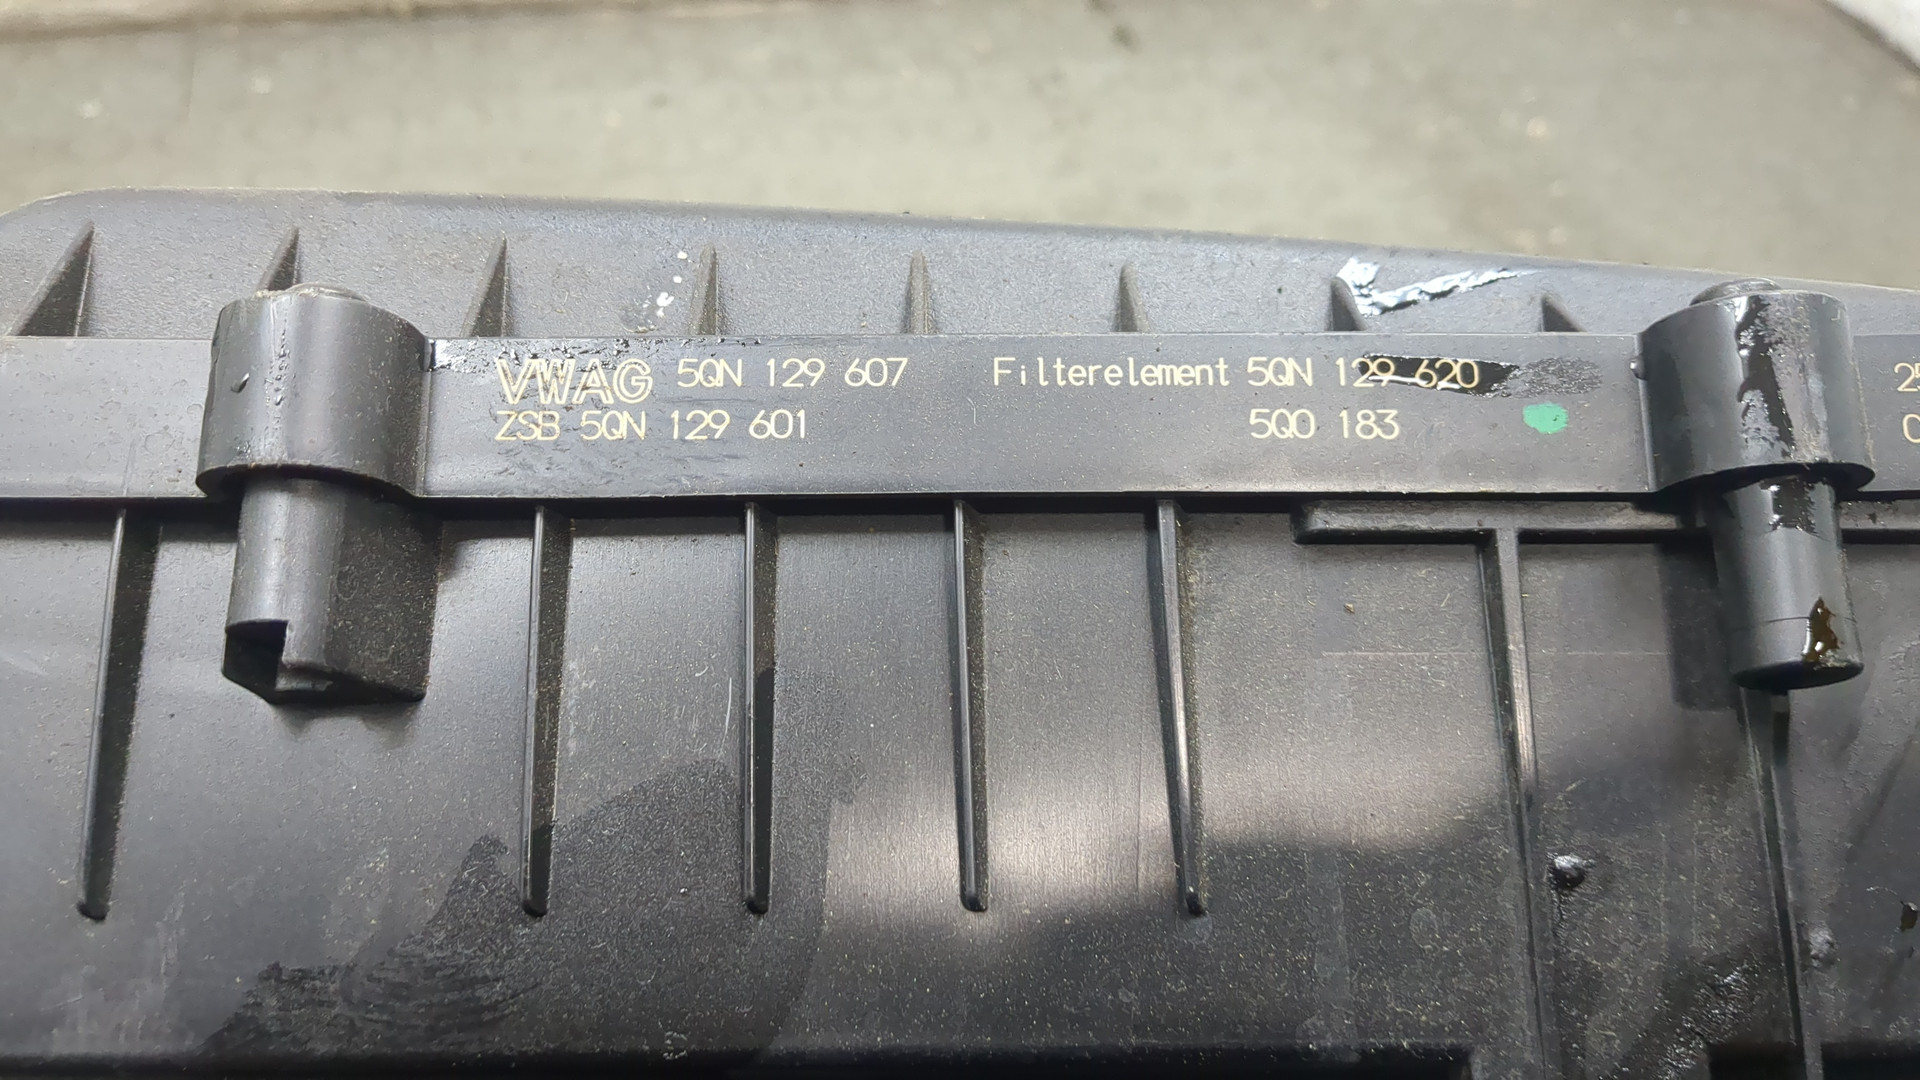 VWAG 5QN 129 607 Filterelement 5QN 129 620
ZSB 5QN 129 601 5Q0 183